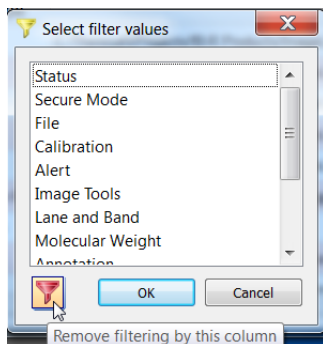 Select filter values
Status
Secure Mode
File
Calibration
Alert
Image Tools
Lane and Band
Molecular Weight
Annotation
OK Cancel
Remove filtering by this column